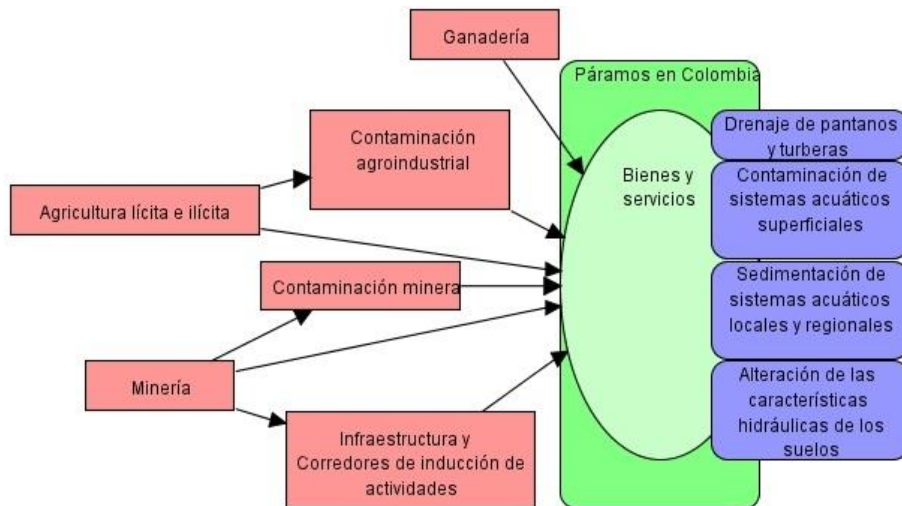 Ganadería
Páramos en Colombia
Contaminación
agroindustrial
Drenaje de pantanos
y turberas
Bienes y
servicios
Contaminación de
sistemas acuáticos
superficiales
Agricultura lícita e ilícita
Contaminación minera
Sedimentación de
sistemas acuáticos
locales y regionales
Minería
Alteración de las
características
hidráulicas de los
suelos
Infraestructura y
Corredores de inducción de
actividades